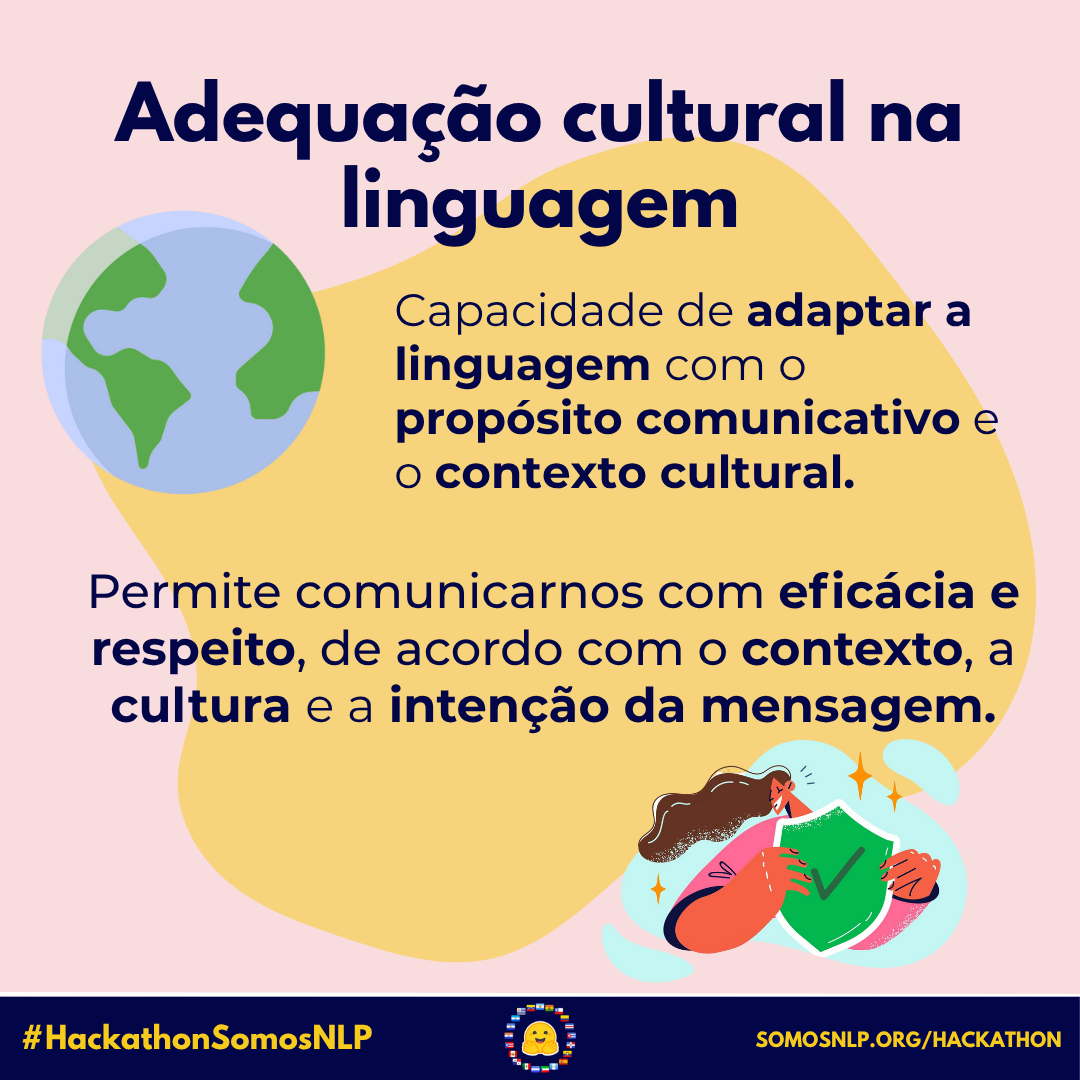 Adequação cultural na
linguagem
Capacidade de adaptar a
linguagem com o
propósito comunicativo e
o contexto cultural.
Permite comunicarnos com eficácia e
respeito, de acordo com o contexto, a
cultura e a intenção da mensagem.
#HackathonSomosNLP
SOMOSNLP.ORG/HACKATHON